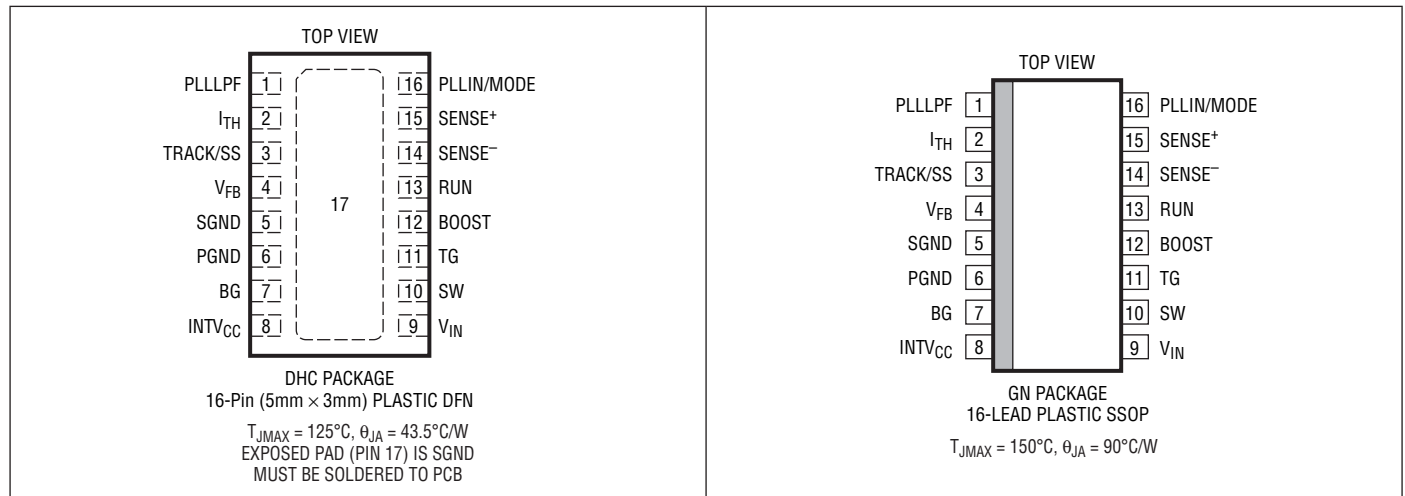 TOP VIEW
PLLLPF 1 16 PLLIN/MODE
ITH 2 15 SENSE+
TRACK/SS 3 14 SENSE–
VFB 4 13 RUN
17
SGND 5 12 BOOST
PGND 6 11 TG
BG 7 10 SW
INTVCC 8 9 VIN
DHC PACKAGE
16-Pin (5mm × 3mm) PLASTIC DFN
TJMAX = 125°C, θJA = 43.5°C/W
EXPOSED PAD (PIN 17) IS SGND
MUST BE SOLDERED TO PCB
TOP VIEW
PLLLPF 1 16 PLLIN/MODE
ITH 2 15 SENSE+
TRACK/SS 3 14 SENSE–
VFB 4 13 RUN
SGND 5 12 BOOST
PGND 6 11 TG
BG 7 10 SW
INTVCC 8 9 VIN
GN PACKAGE
16-LEAD PLASTIC SSOP
TJMAX = 150°C, θJA = 90°C/W